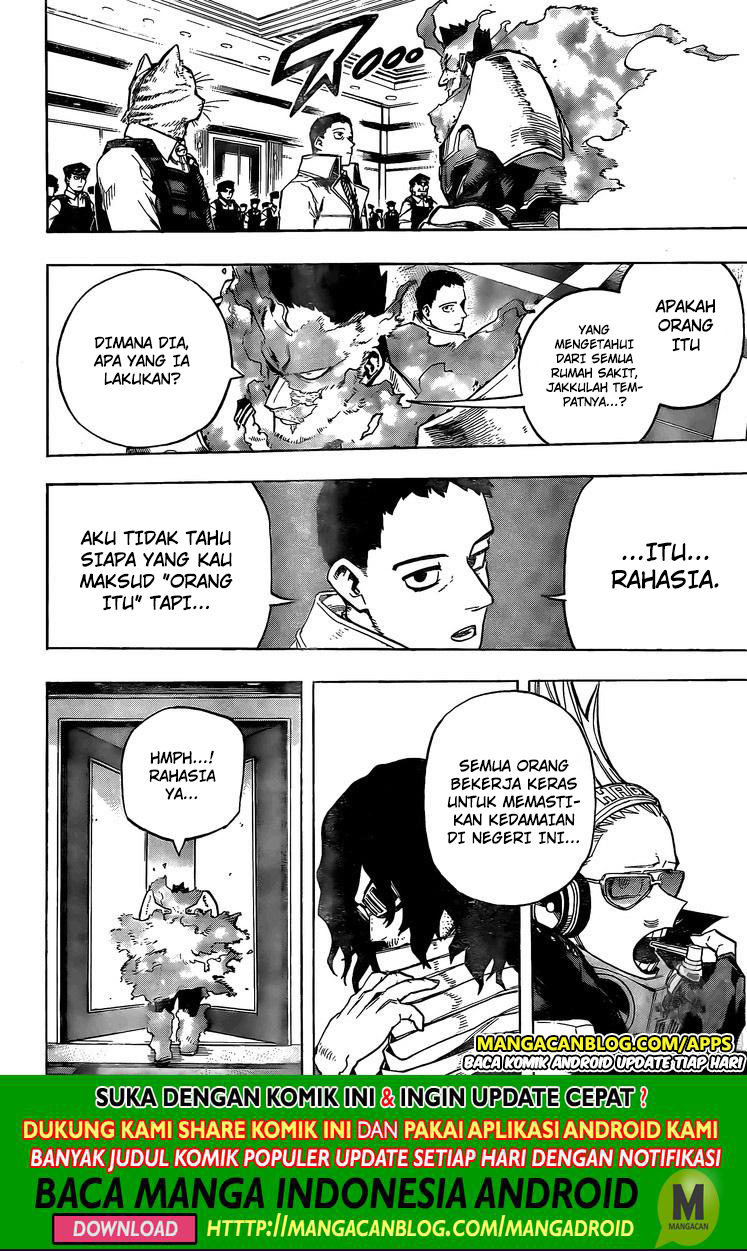 APAKAH
ORANG
ITU
YANG
MENGETAHUI
DARI SEMUA
RUMAH SAKIT,
JAKKULAH TEM-
PATNYA...?
DIMANA DIA,
APA YANG IA
LAKUKAN?
...ITU...
RAHASIA.
AKU TIDAK TAHU
SIAPA YANG KAU
MAKSUD "ORANG
ITU" TAPI...
SEMUA ORANG
BEKERJA KERAS
UNTUK MEMASTI-
KAN KEDAMAIAN
DI NEGERI INI...
HMPH...!
RAHASIA
YA...
MANGACANBLOG.COM/APPS
BACA KOMIK ANDROID UPDATE TIAP HARI
SUKA DENGAN KOMIK INI & INGIN UPDATE CEPAT ?
DUKUNG KAMI SHARE KOMIK INI DAN PAKAI APLIKASI ANDROID KAMI
BANYAK JUDUL KOMIK POPULER UPDATE SETIAP HARI DENGAN NOTIFIKASI
BACA MANGA INDONESIA ANDROID
DOWNLOAD
HTTTP://MANGACANBLOG.COM/MANGADROID
M
MANGACAN